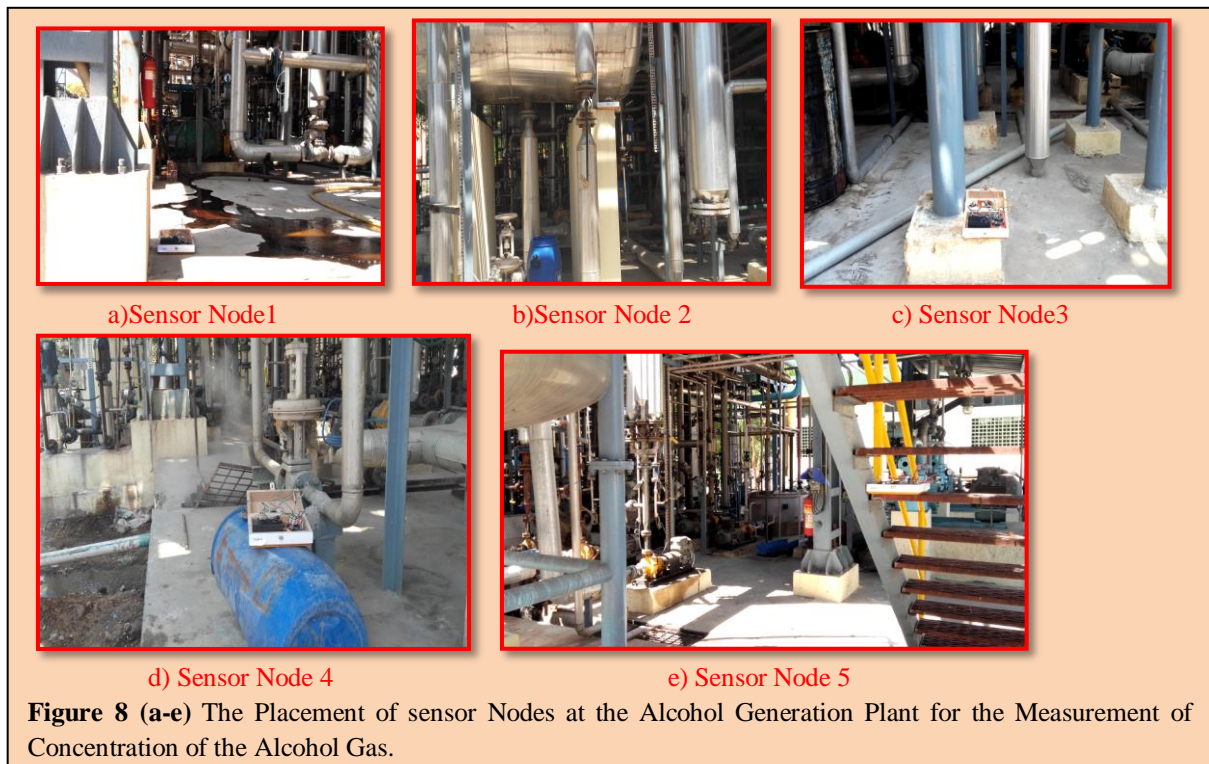 a)Sensor Node1
b)Sensor Node 2
c) Sensor Node3
d) Sensor Node 4
e) Sensor Node 5
Figure 8 (a-e) The Placement of sensor Nodes at the Alcohol Generation Plant for the Measurement of
Concentration of the Alcohol Gas.